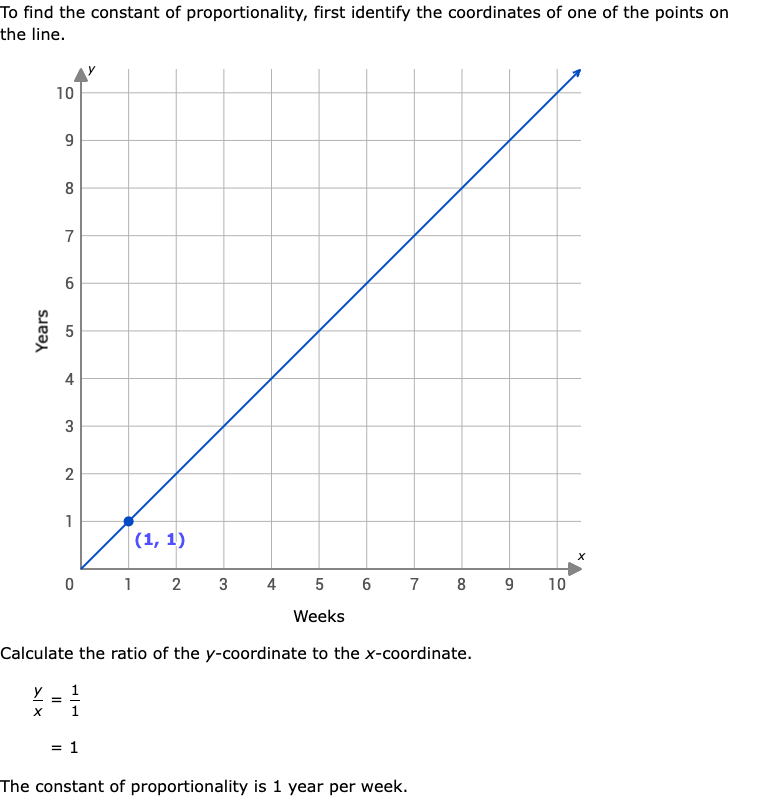 To find the constant of proportionality, first identify the coordinates of one of the points on
the line.
y
10
9
8
7
6
5
4
3
2
1
Years
(1, 1)
x
0 1 2 3 4 5 6 7 8 9 10
Weeks
Calculate the ratio of the y-coordinate to the x-coordinate.
y/x = 1/1
= 1
The constant of proportionality is 1 year per week.